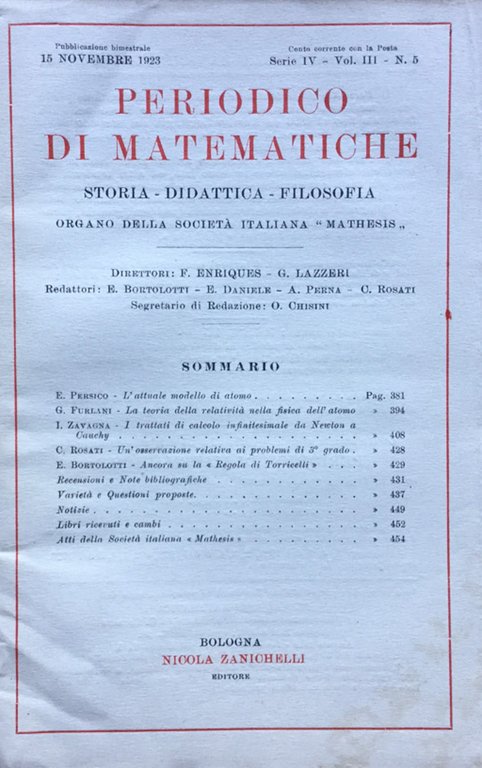 Pubblicazione bimestrale
15 NOVEMBRE 1923
Conto corrente con la Posta
Serie IV - Vol. III - N. 5
PERIODICO
DI MATEMATICHE
STORIA - DIDATTICA - FILOSOFIA
ORGANO DELLA SOCIETÀ ITALIANA "MATHESIS„
DIRETTORI: F. ENRIQUES - G. LAZZERI
Redattori: E. BORTOLOTTI - E. DANIELE - A. PERNA - C. ROSATI
Segretario di Redazione: O. CHISINI
SOMMARIO
E. PERSICO - L'attuale modello di atomo . . . . . . . . . Pag. 381
G. FURLANI - La teoria della relatività nella fisica dell'atomo » 394
I. ZAVAGNA - I trattati di calcolo infinitesimale da Newton a
Cauchy . . . . . . . . . . . . . . . . . . » 408
C. ROSATI - Un'osservazione relativa ai problemi di 3° grado . » 428
E. BORTOLOTTI - Ancora su la « Regola di Torricelli » . . . . » 429
Recensioni e Note bibliografiche . . . . . . . . . . . . » 431
Varietà e Questioni proposte. . . . . . . . . . . . . . » 437
Notizie . . . . . . . . . . . . . . . . . . . . . » 449
Libri ricevuti e cambi . . . . . . . . . . . . . . . . » 452
Atti della Società italiana « Mathesis » . . . . . . . . . » 454
BOLOGNA
NICOLA ZANICHELLI
EDITORE